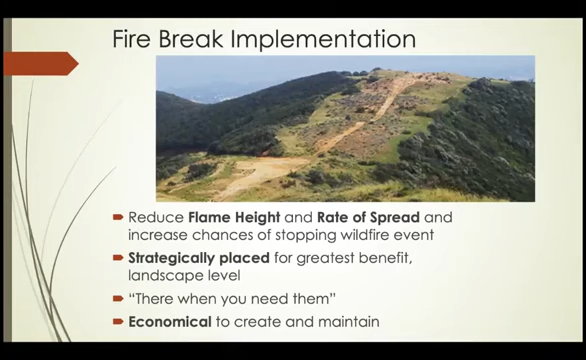 Fire Break Implementation
Reduce Flame Height and Rate of Spread and
increase chances of stopping wildfire event
Strategically placed for greatest benefit,
landscape level
“There when you need them”
Economical to create and maintain